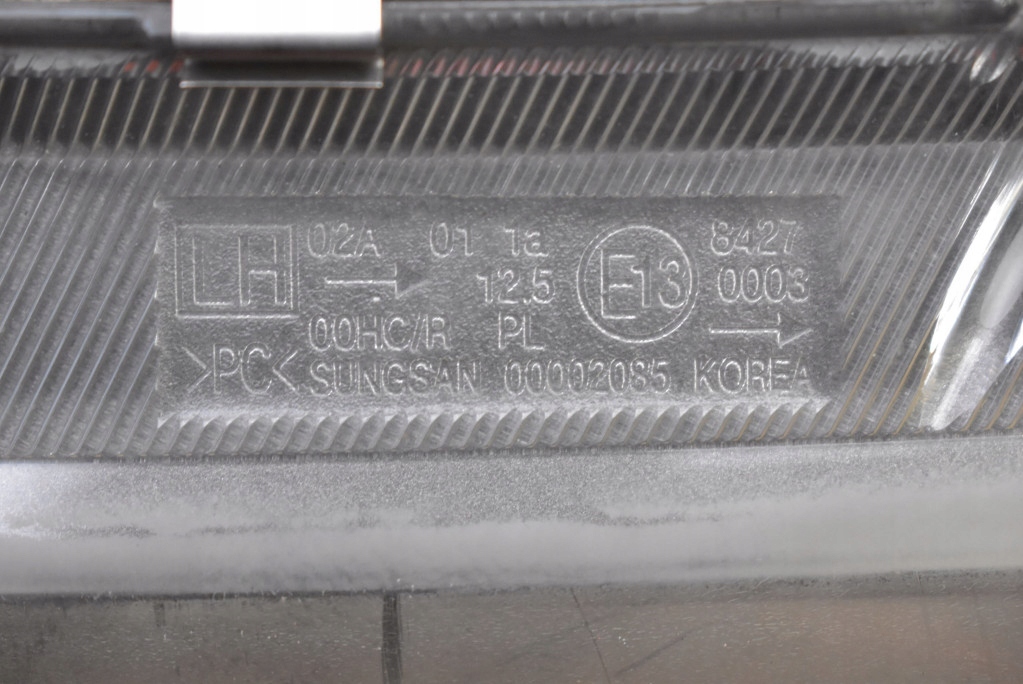 LH 02A 01 1a E13 8427
→ 12.5 0003
00HC/R PL →
>PC< SUNGSAN 00002085 KOREA